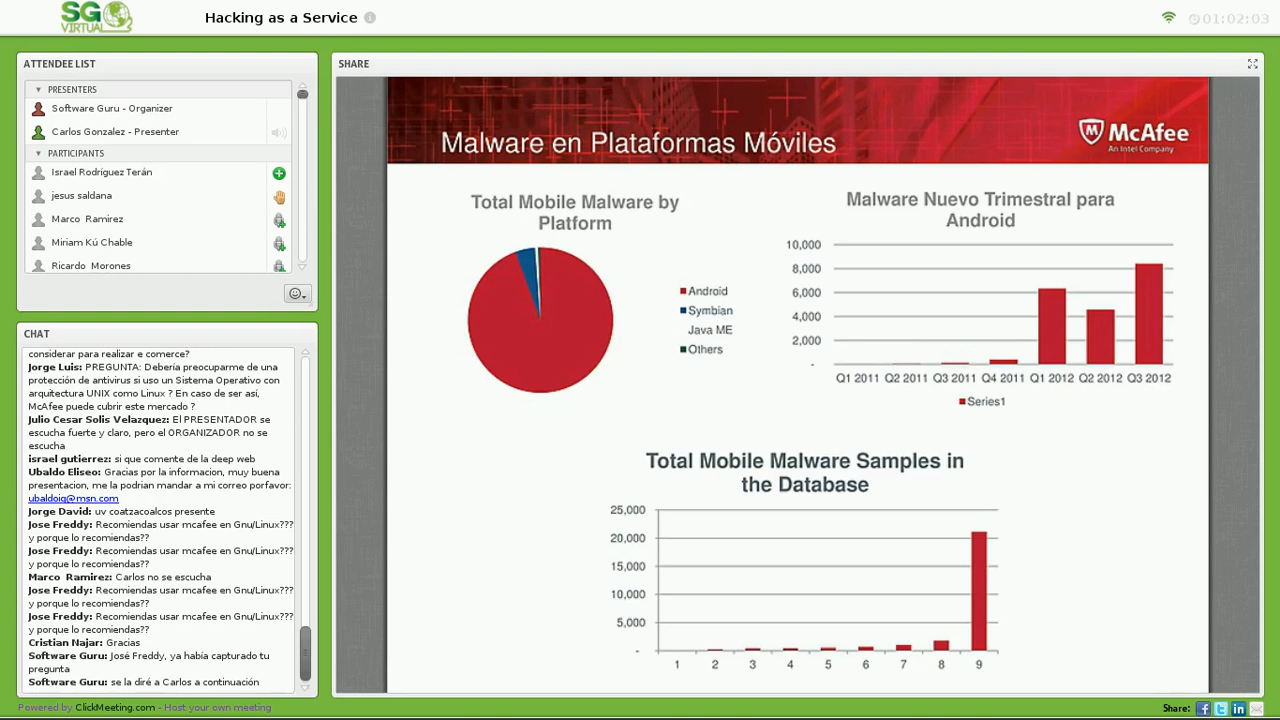 SG
VIRTUAL
Hacking as a Service
01:02:03
ATTENDEE LIST
PRESENTERS
Software Guru - Organizer
Carlos Gonzalez - Presenter
PARTICIPANTS
Israel Rodríguez Terán
jesus saldana
Marco Ramirez
Miriam Kú Chable
Ricardo Morones
CHAT
considerar para realizar e comerce?
Jorge Luis: PREGUNTA: Debería preocuparme de una
protección de antivirus si uso un Sistema Operativo con
arquitectura UNIX como Linux ? En caso de ser así,
McAfee puede cubrir este mercado ?
Julio Cesar Solis Velazquez: El PRESENTADOR se
escucha fuerte y claro, pero el ORGANIZADOR no se
escucha
israel gutierrez: si que comente de la deep web
Ubaldo Eliseo: Gracias por la informacion, muy buena
presentacion, me la podrian mandar a mi correo porfavor:
ubaldoiq@msn.com
Jorge David: uv coatzacoalcos presente
Jose Freddy: Recomiendas usar mcafee en Gnu/Linux???
y porque lo recomiendas??
Jose Freddy: Recomiendas usar mcafee en Gnu/Linux???
y porque lo recomiendas??
Marco Ramirez: Carlos no se escucha
Jose Freddy: Recomiendas usar mcafee en Gnu/Linux???
y porque lo recomiendas??
Jose Freddy: Recomiendas usar mcafee en Gnu/Linux???
y porque lo recomiendas??
Cristian Najar: Gracias
Software Guru: José Freddy, ya había capturado tu
pregunta
Software Guru: se la diré a Carlos a continuación
SHARE
Malware en Plataformas Móviles
McAfee
An Intel Company
Total Mobile Malware by
Platform
Android
Symbian
Java ME
Others
Malware Nuevo Trimestral para
Android
10,000
8,000
6,000
4,000
2,000
-
Q1 2011 Q2 2011 Q3 2011 Q4 2011 Q1 2012 Q2 2012 Q3 2012
Series1
Total Mobile Malware Samples in
the Database
25,000
20,000
15,000
10,000
5,000
-
1 2 3 4 5 6 7 8 9
Powered by ClickMeeting.com - Host your own meeting
Share: